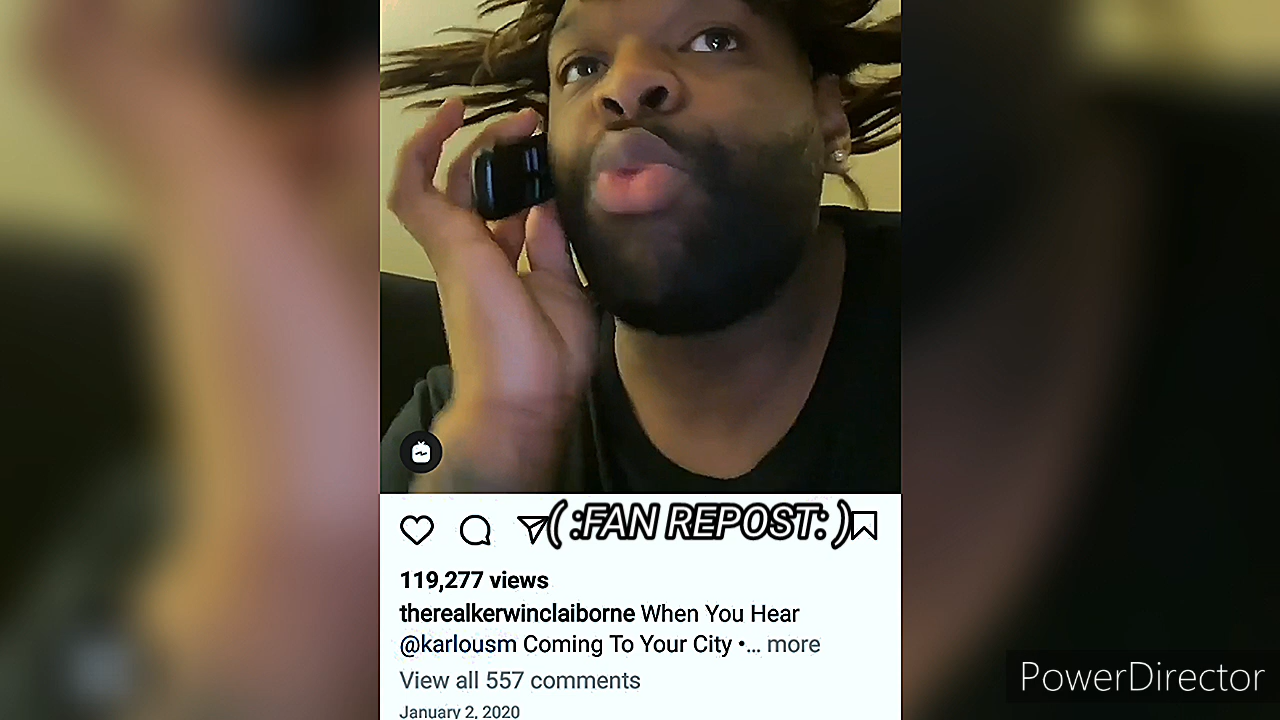 ( :FAN REPOST: )
119,277 views
therealkerwinclaiborne When You Hear
@karlousm Coming To Your City •... more
View all 557 comments
January 2, 2020
PowerDirector